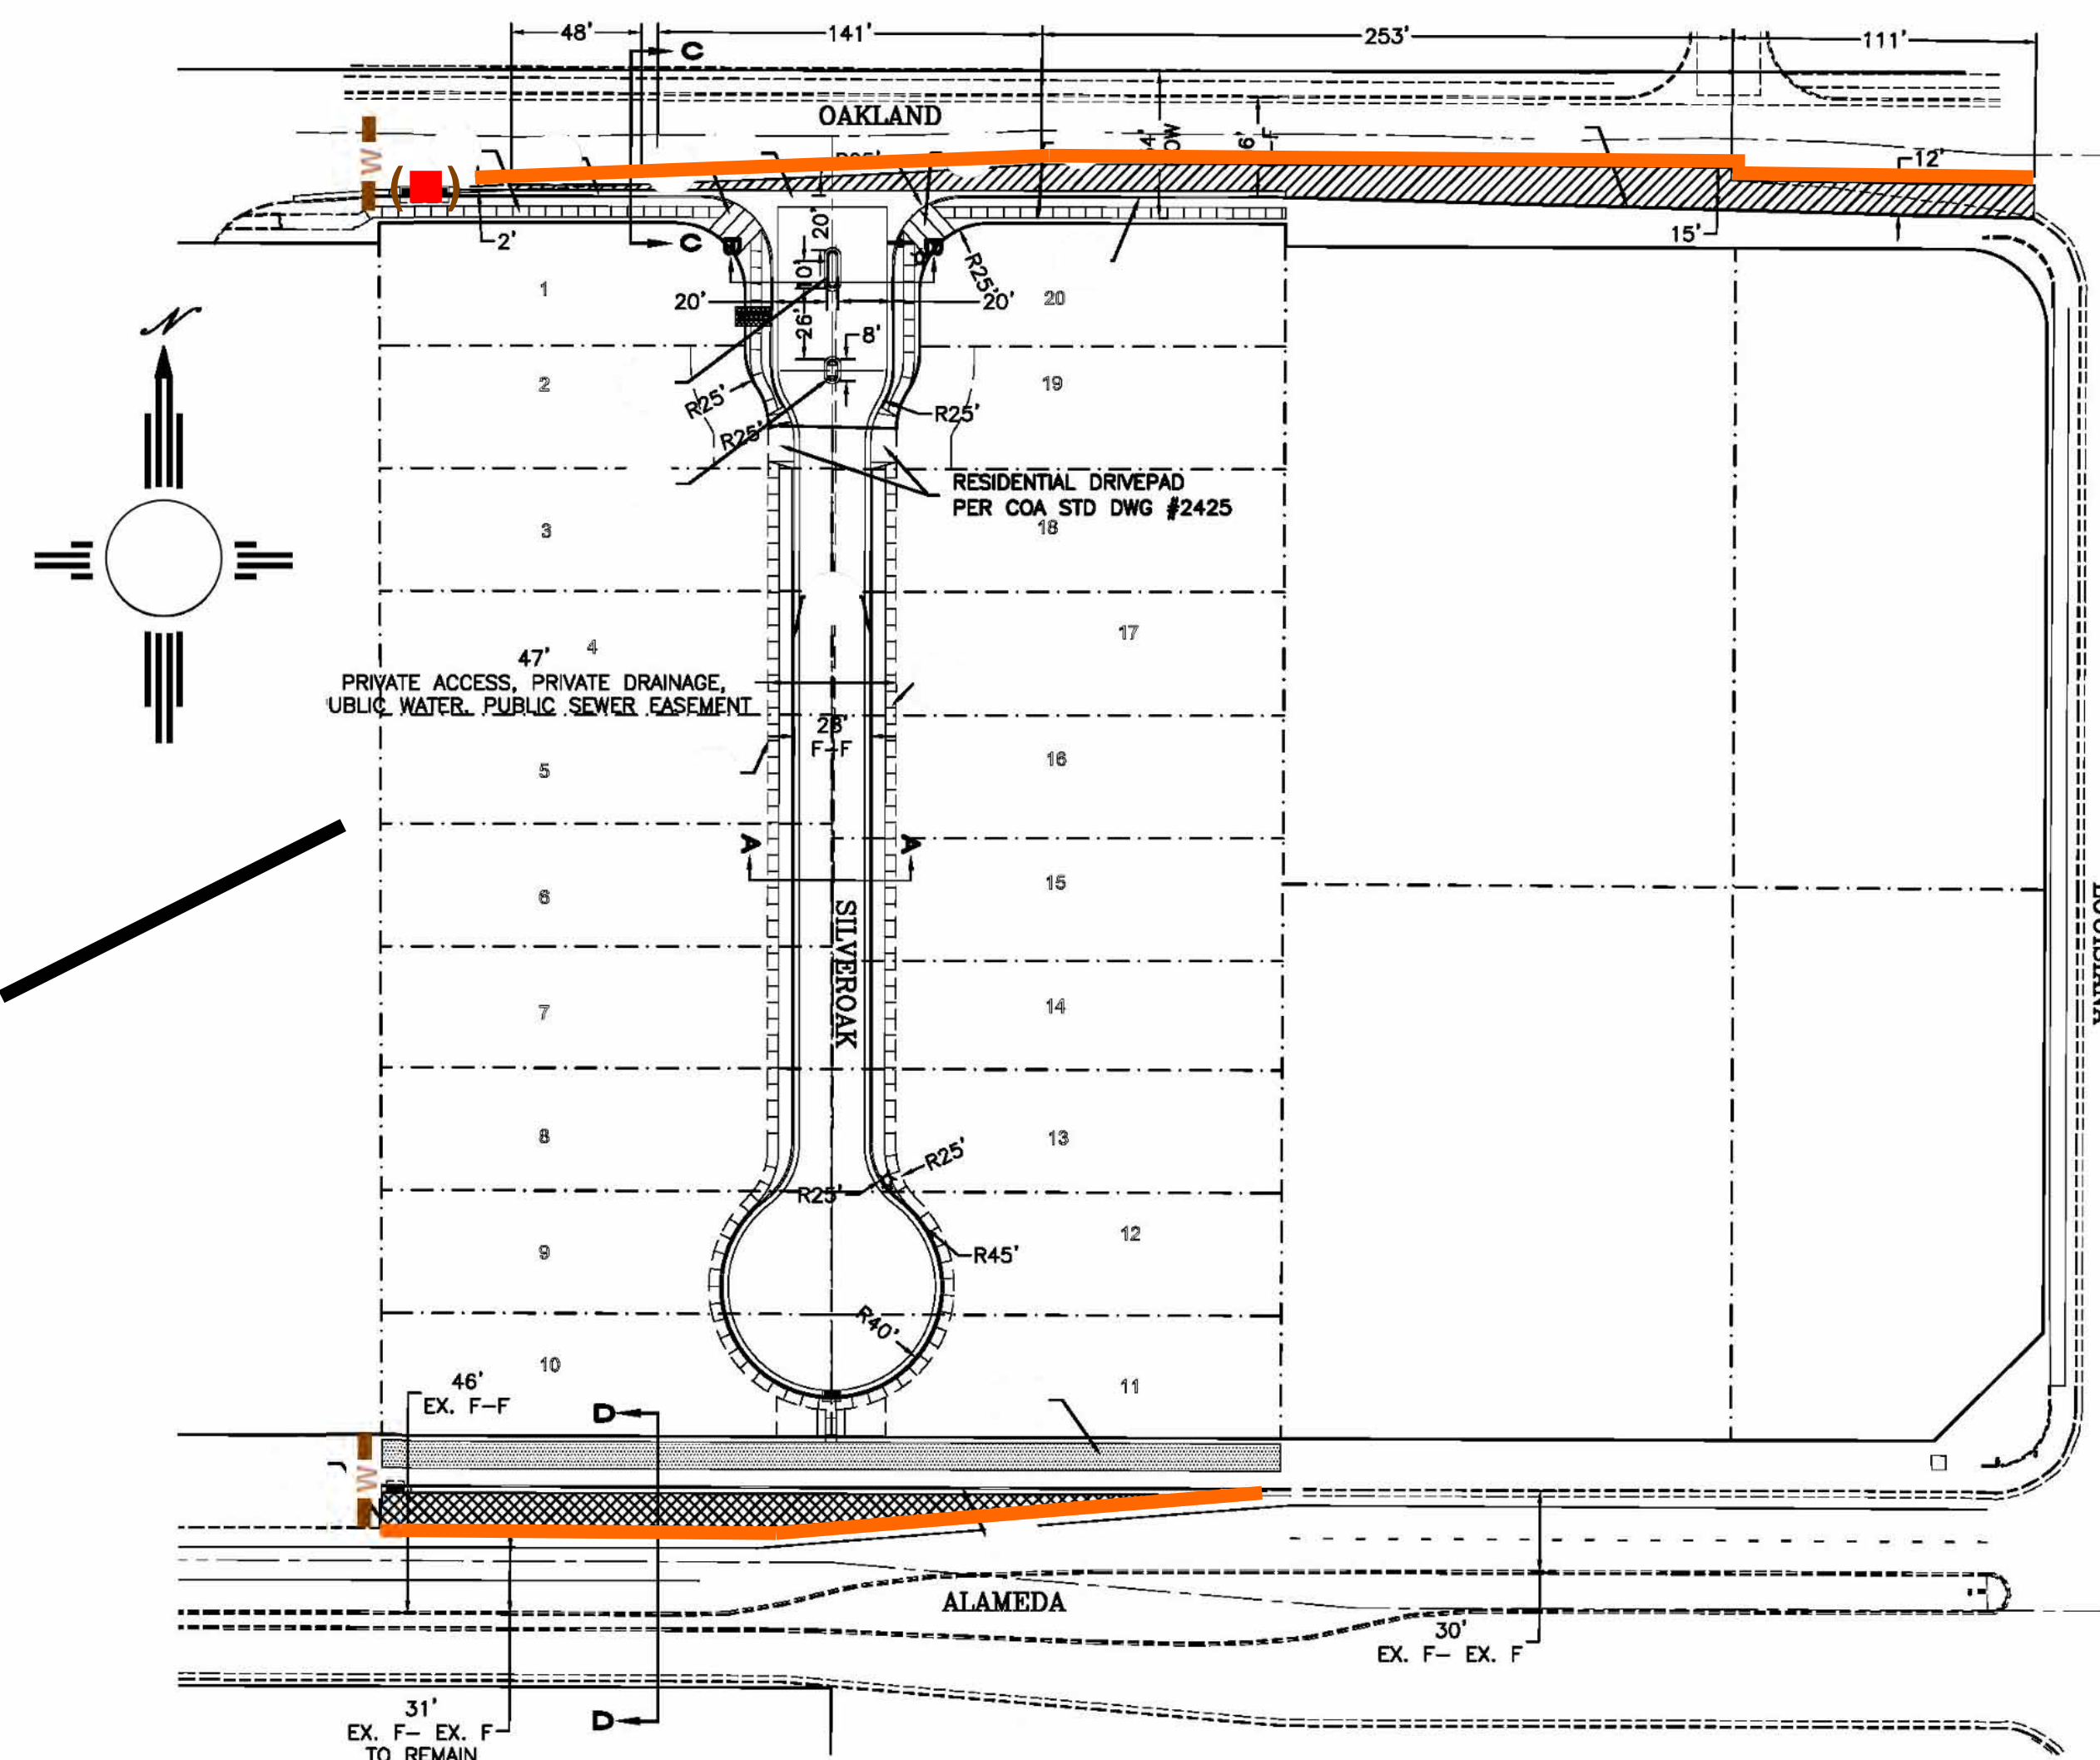 48'
141'
253'
111'
C
OAKLAND
W
6'
12'
2'
C
20'
15'
R25'
1
20'
20'
20
26'
8'
2
19
R25'
R25'
R25'
RESIDENTIAL DRIVEPAD
PER COA STD DWG #2425
3
18
N
4
17
47'
PRIVATE ACCESS, PRIVATE DRAINAGE,
UBLIC WATER, PUBLIC SEWER EASEMENT
28'
F-F
5
16
A
A
6
15
SILVEROAK
7
14
8
13
R25'
R25'
9
12
R45'
R40'
10
11
46'
EX. F-F
D
W
ALAMEDA
30'
EX. F- EX. F
31'
EX. F- EX. F
TO REMAIN
D